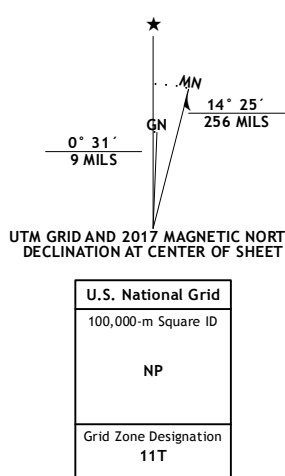 ★
MN
GN
14° 25´
256 MILS
0° 31´
9 MILS
UTM GRID AND 2017 MAGNETIC NORT
DECLINATION AT CENTER OF SHEET
U.S. National Grid
100,000-m Square ID
NP
Grid Zone Designation
11T